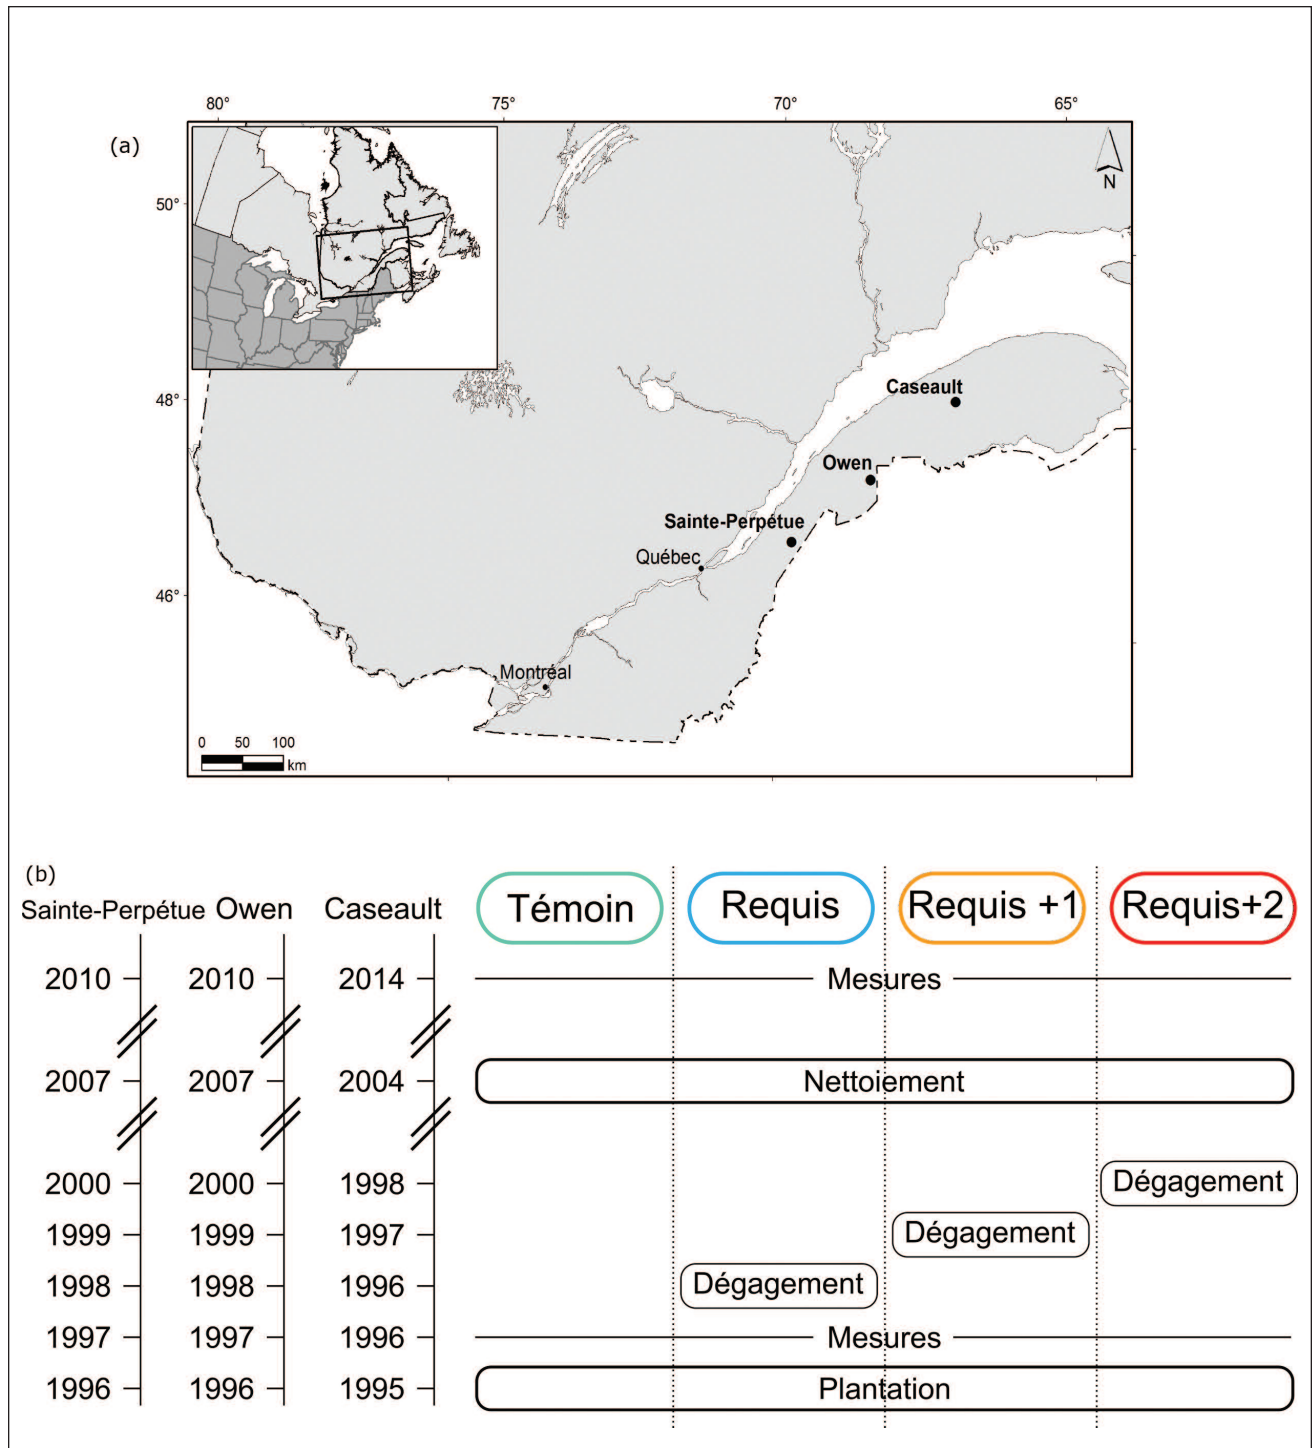 80° 75° 70° 65°
(a)
N
50°
48°
46°
Caseault
Owen
Sainte-Perpétue
Québec
Montréal
0 50 100
km
(b)
Sainte-Perpétue Owen Caseault Témoin Requis Requis +1 Requis+2
2010 2010 2014 Mesures
2007 2007 2004 Nettoiement
2000 2000 1998 Dégagement
1999 1999 1997 Dégagement
1998 1998 1996 Dégagement
1997 1997 1996 Mesures
1996 1996 1995 Plantation